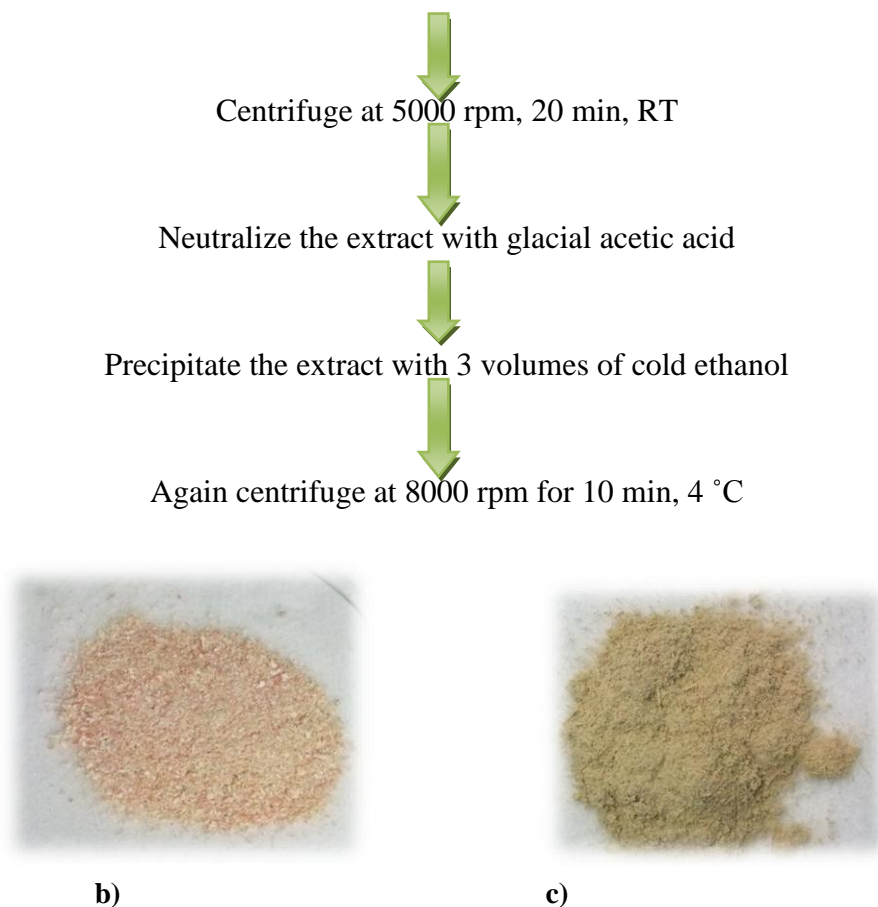 Centrifuge at 5000 rpm, 20 min, RT
Neutralize the extract with glacial acetic acid
Precipitate the extract with 3 volumes of cold ethanol
Again centrifuge at 8000 rpm for 10 min, 4 ˚C
b) c)